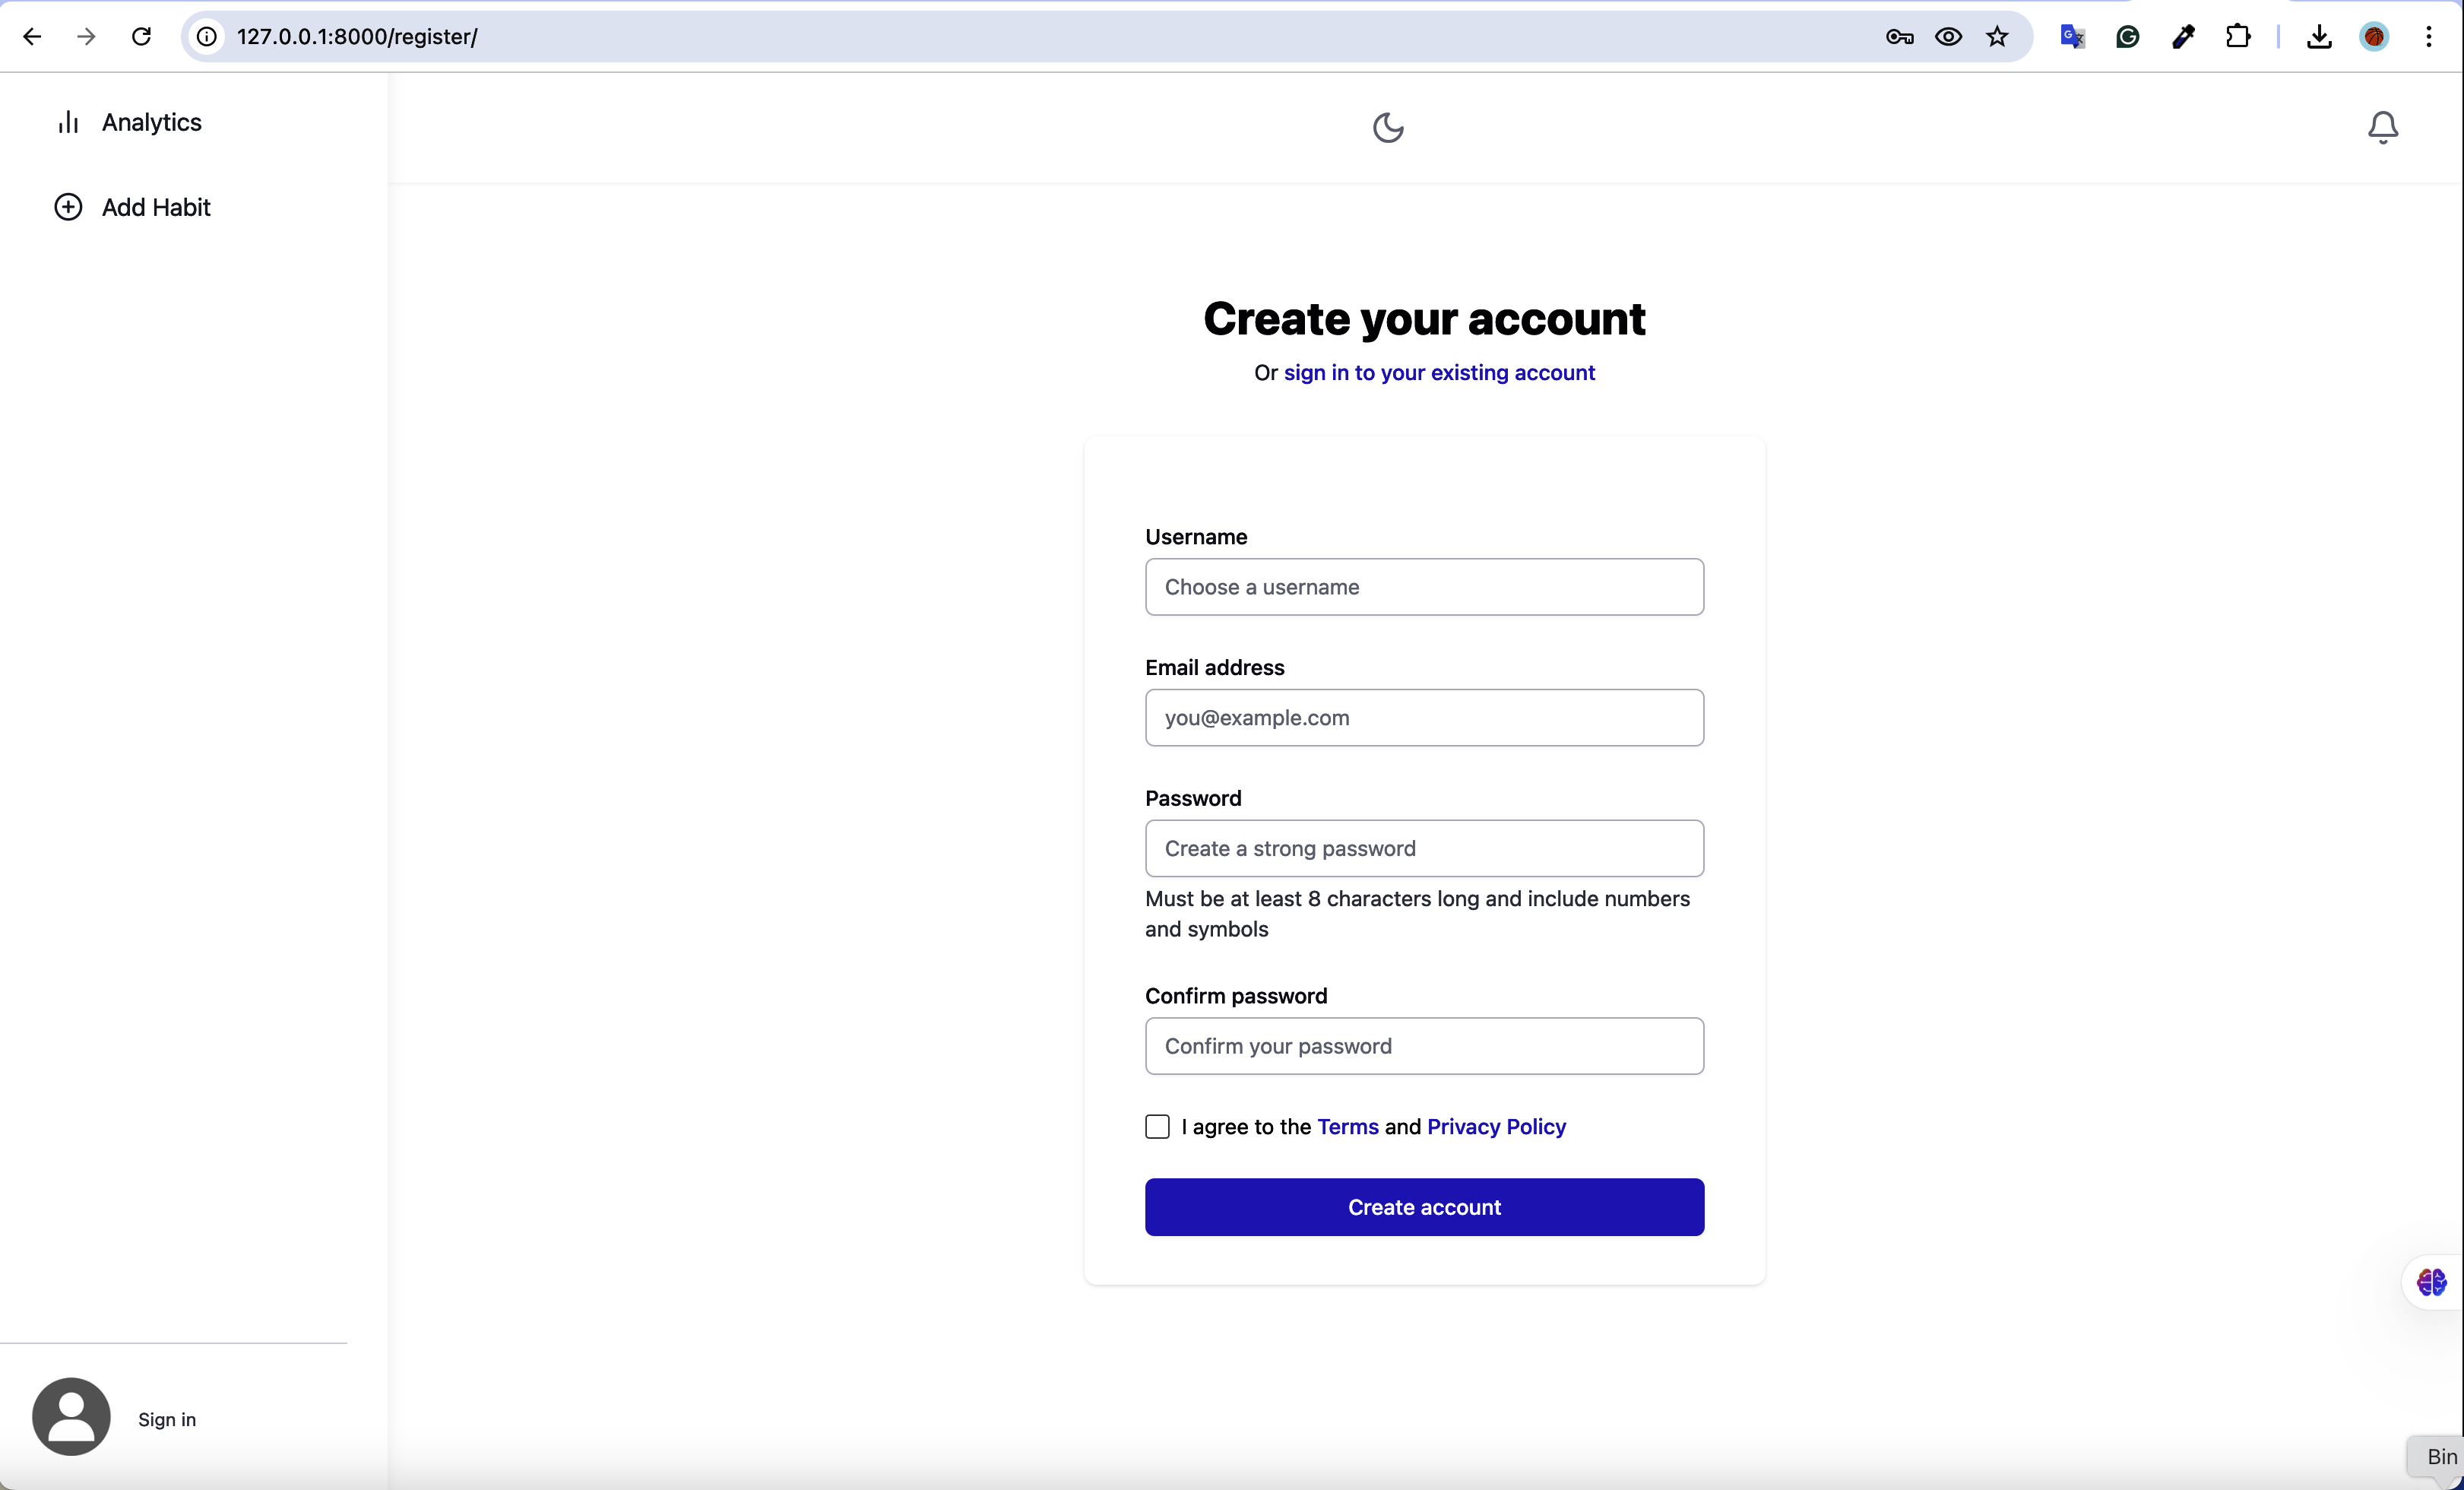 127.0.0.1:8000/register/
Analytics
Add Habit
Create your account
Or sign in to your existing account
Username
Choose a username
Email address
you@example.com
Password
Create a strong password
Must be at least 8 characters long and include numbers
and symbols
Confirm password
Confirm your password
I agree to the Terms and Privacy Policy
Create account
Sign in
Bin